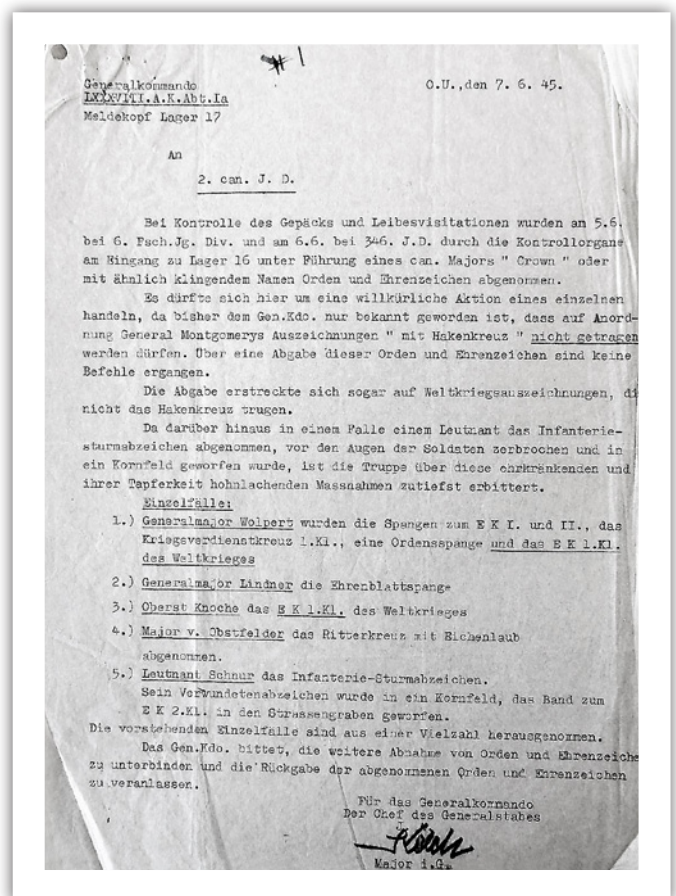 # 1
Generalkommando
LXXXVIII.A.K.Abt.Ia
Meldekopf Lager 17
O.U.,den 7. 6. 45.
An
2. can. J. D.
Bei Kontrolle des Gepäcks und Leibesvisitationen wurden am 5.6.
bei 6. Fsch.Jg. Div. und am 6.6. bei 346. J.D. durch die Kontrollorgane
am Eingang zu Lager 16 unter Führung eines can. Majors " Crown " oder
mit ähnlich klingendem Namen Orden und Ehrenzeichen abgenommen.
Es dürfte sich hier um eine willkürliche Aktion eines einzelnen
handeln, da bisher dem Gen.Kdo. nur bekannt geworden ist, dass auf Anord-
nung General Montgomerys Auszeichnungen " mit Hakenkreuz " nicht getragen
werden dürfen. Über eine Abgabe dieser Orden und Ehrenzeichen sind keine
Befehle ergangen.
Die Abgabe erstreckte sich sogar auf Weltkriegsauszeichnungen, di
nicht das Hakenkreuz trugen.
Da darüber hinaus in einem Falle einem Leutnant das Infanterie-
sturmabzeichen abgenommen, vor den Augen der Soldaten zerbrochen und in
ein Kornfeld geworfen wurde, ist die Truppe über diese ehrkränkenden und
ihrer Tapferkeit hohnlachenden Massnahmen zutiefst erbittert.
Einzelfälle:
1.) Generalmajor Wolpert wurden die Spangen zum E K I. und II., das
Kriegsverdienstkreuz 1.Kl., eine Ordensspange und das E K 1.Kl.
des Weltkrieges
2.) Generalmajor Lindner die Ehrenblattspange
3.) Oberst Knoche das E K 1.Kl. des Weltkrieges
4.) Major v. Obstfelder das Ritterkreuz mit Eichenlaub
abgenommen.
5.) Leutnant Schnur das Infanterie-Sturmabzeichen.
Sein Verwundetenabzeichen wurde in ein Kornfeld, das Band zum
E K 2.Kl. in den Strassengraben geworfen.
Die vorstehenden Einzelfälle sind aus einer Vielzahl herausgenommen.
Das Gen.Kdo. bittet, die weitere Abnahme von Orden und Ehrenzeiche
zu unterbinden und die Rückgabe der abgenommenen Orden und Ehrenzeichen
zu veranlassen.
Für das Generalkommando
Der Chef des Generalstabes
Major i.G.